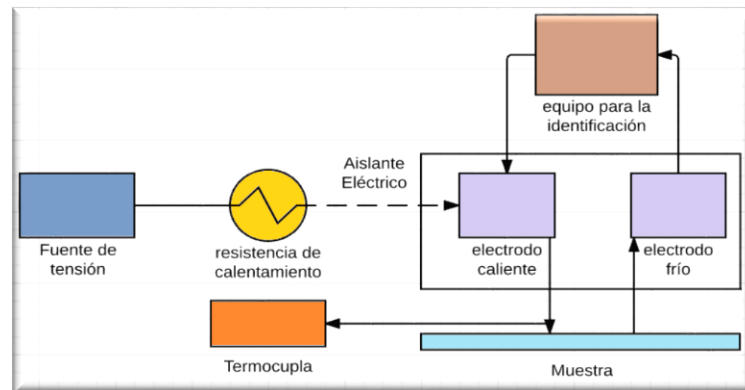 equipo para la
identificación
Aislante
Eléctrico
Fuente de
tensión
resistencia de
calentamiento
electrodo
caliente
electrodo
frío
Termocupla
Muestra